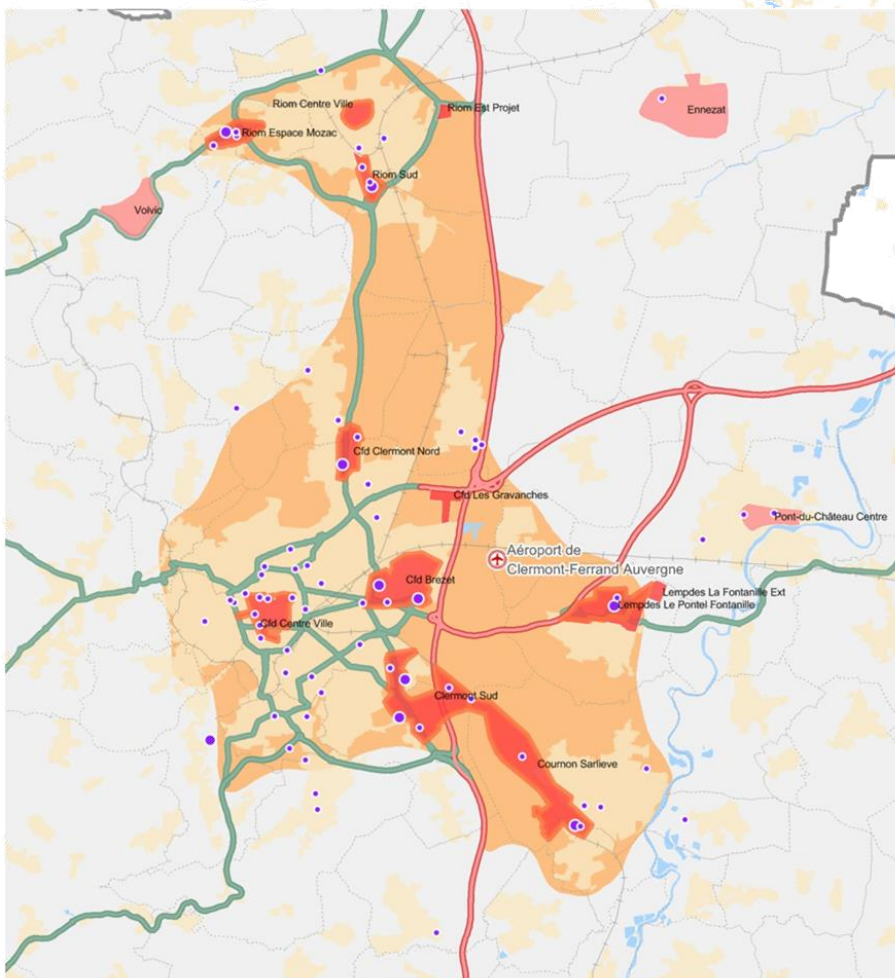 Riom Centre Ville
Riom Est Projet
Ennezat
Riom Espace Mozac
Riom Sud
Volvic
Cfd Clermont Nord
Cfd Les Gravanches
Pont-du-Château Centre
Aéroport de
Clermont-Ferrand Auvergne
Cfd Brezet
Lempdes La Fontanille Ext
Lempdes Le Pontel Fontanille
Cfd Centre Ville
Clermont Sud
Cournon Sarlieve